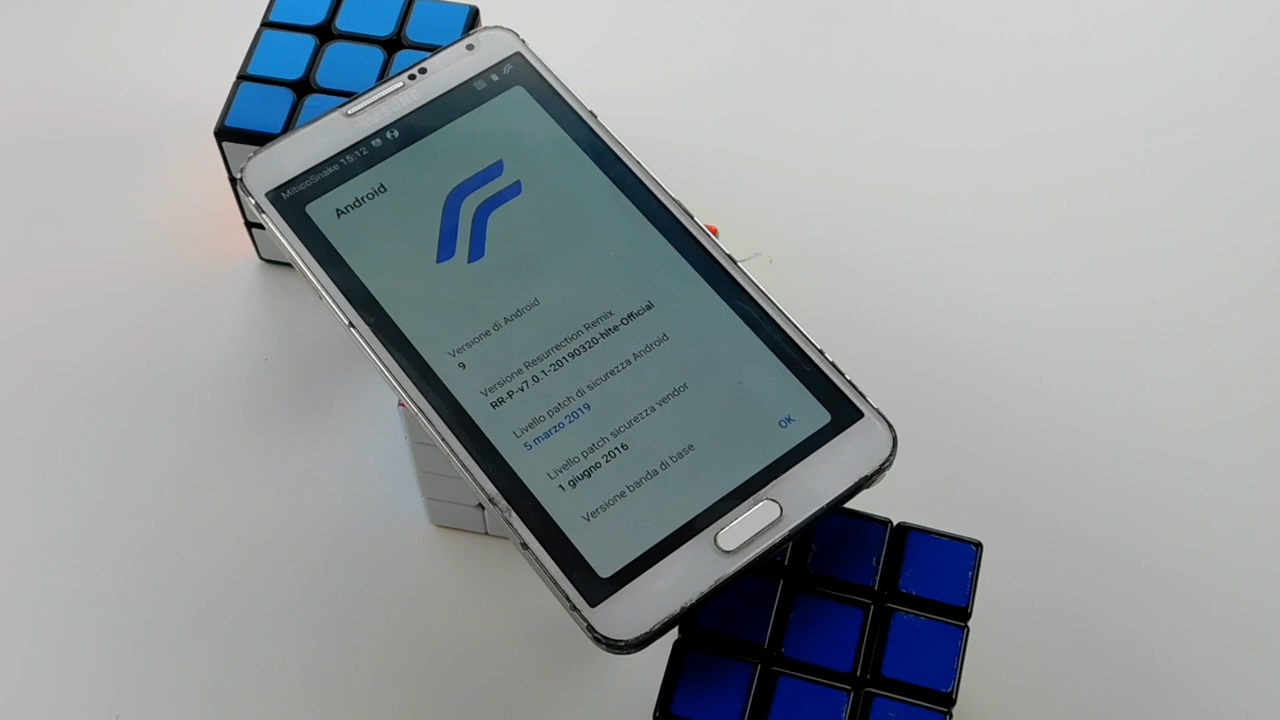 MiticoSnake 15:12
Android
Versione di Android
9
Versione Resurrection Remix
RR-P-v7.0.1-20190320-hlte-Official
Livello patch di sicurezza Android
5 marzo 2019
Livello patch sicurezza vendor
1 giugno 2016
Versione banda di base
OK